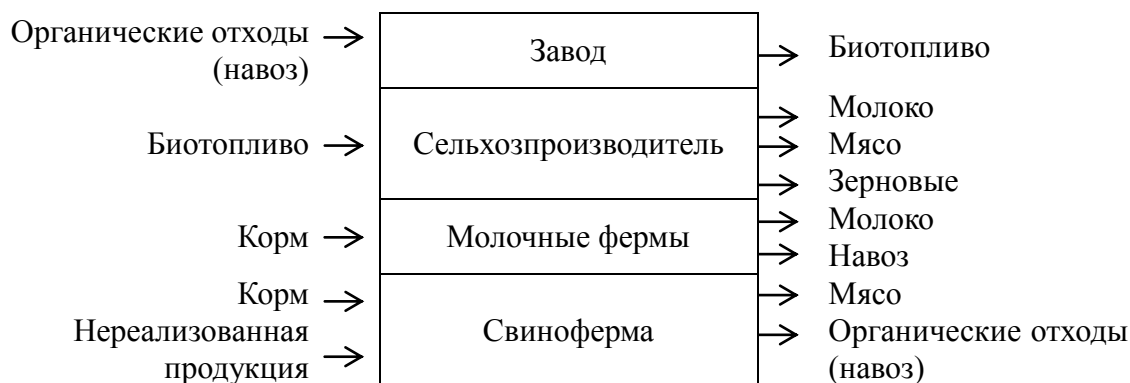 Органические отходы
(навоз)
Завод
Биотопливо
Биотопливо
Сельхозпроизводитель
Молоко
Мясо
Зерновые
Корм
Молочные фермы
Молоко
Навоз
Корм
Нереализованная
продукция
Свиноферма
Мясо
Органические отходы
(навоз)